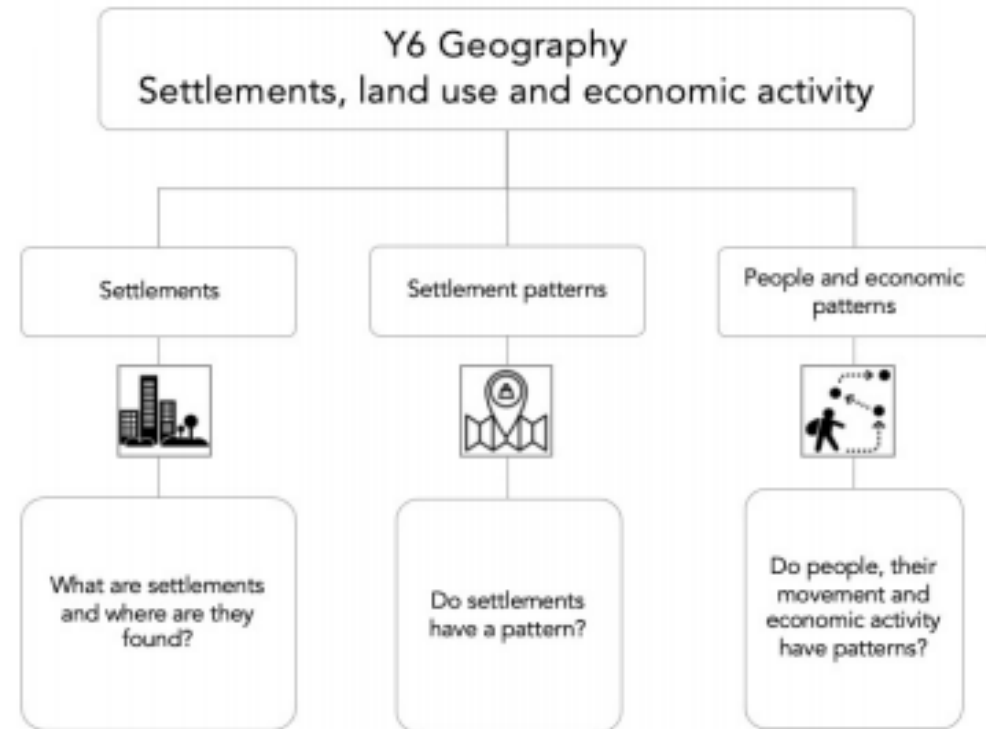 Y6 Geography
Settlements, land use and economic activity
Settlements
Settlement patterns
People and economic
patterns
What are settlements
and where are they
found?
Do settlements
have a pattern?
Do people, their
movement and
economic activity
have patterns?